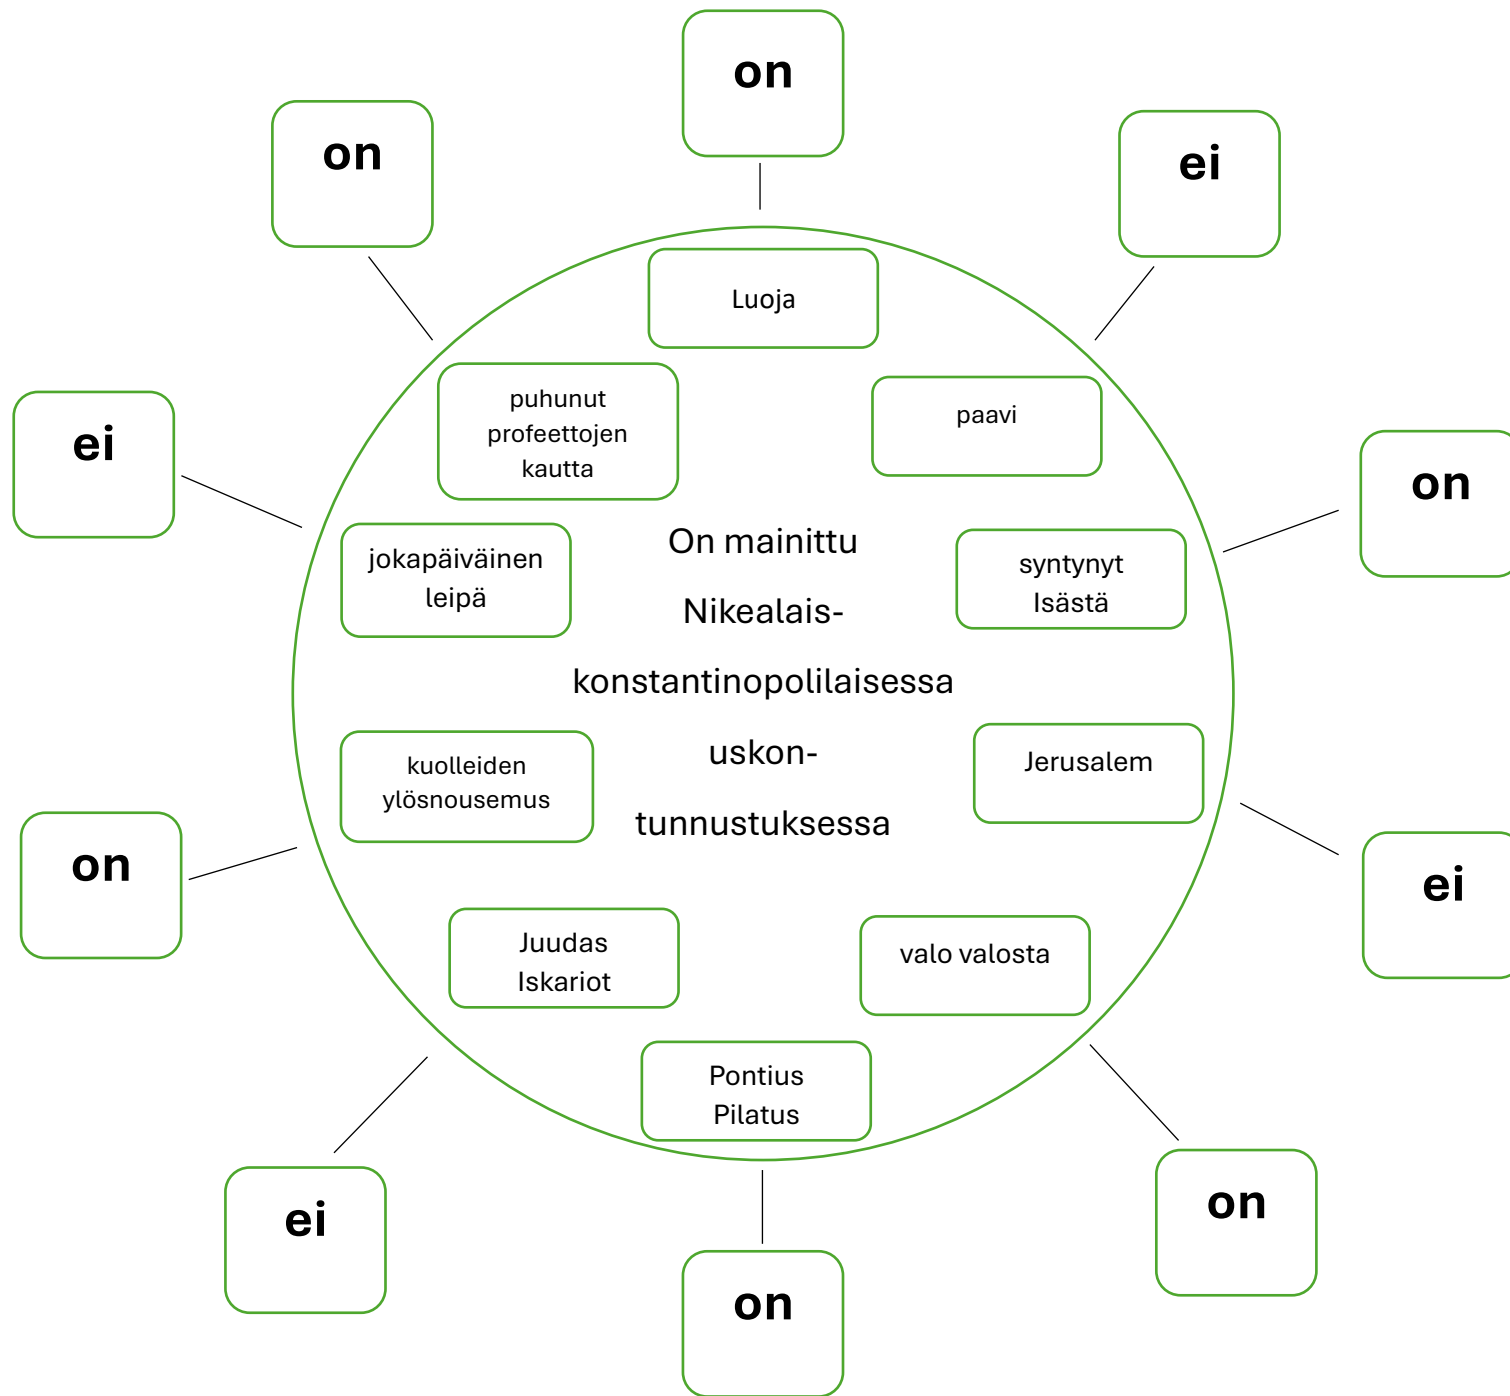 on
on
ei
Luoja
puhunut
profeettojen
kautta
paavi
ei
on
jokapäiväinen
leipä
On mainittu
Nikealais-
konstantinopolilaisessa
uskon-
tunnustuksessa
syntynyt
Isästä
kuolleiden
ylösnousemus
Jerusalem
on
ei
Juudas
Iskariot
valo valosta
Pontius
Pilatus
ei
on
on